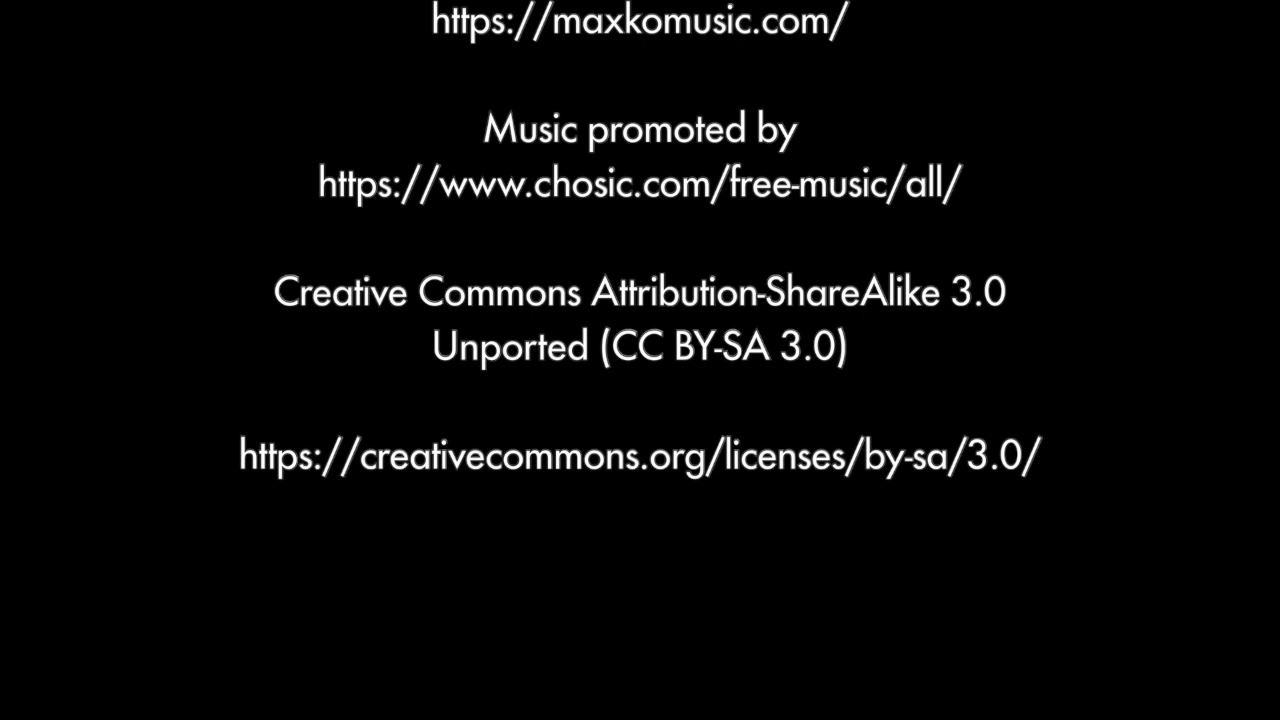 https://maxkomusic.com/
Music promoted by
https://www.chosic.com/free-music/all/
Creative Commons Attribution-ShareAlike 3.0
Unported (CC BY-SA 3.0)
https://creativecommons.org/licenses/by-sa/3.0/